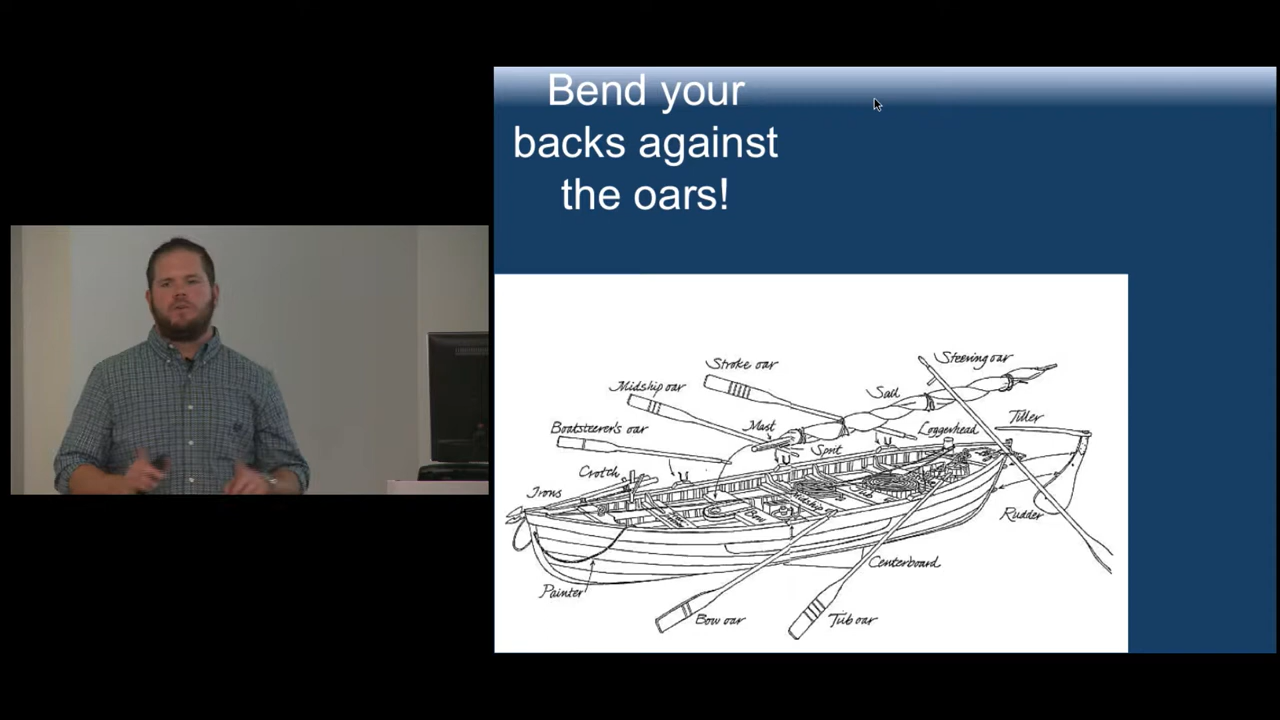 Bend your
backs against
the oars!
Stroke oar
Steering oar
Midship oar
Sail
Boatsteerer's oar
Mast
Loggerhead
Tiller
Sprit
Crotch
Irons
Rudder
Painter
Centerboard
Bow oar
Tub oar